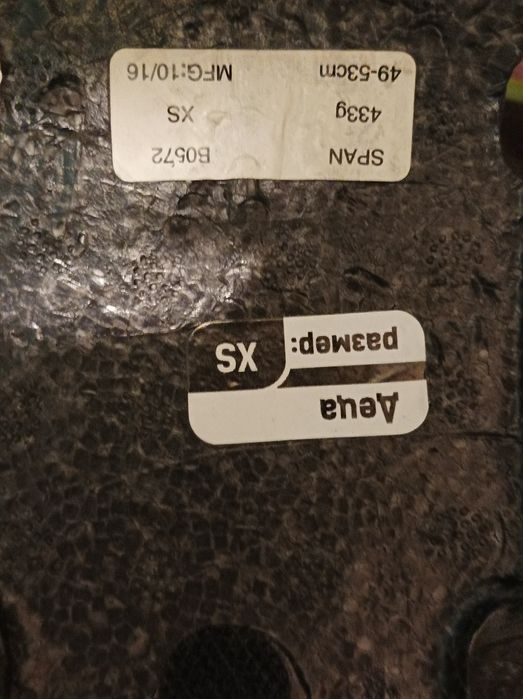 Деца
размер: XS
SPAN B0572
433g XS
49-53cm MFG:10/16